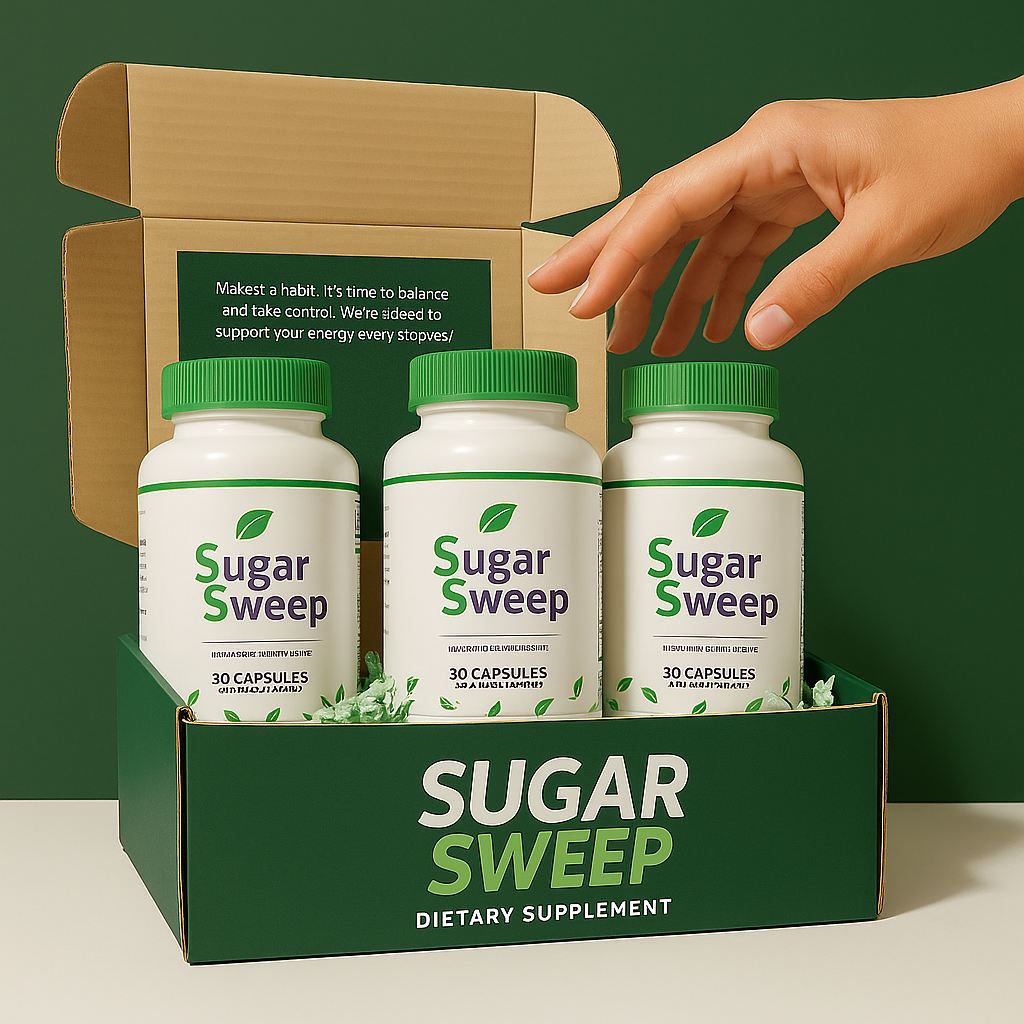 Makest a habit. It's time to balance
and take control. We're sideed to
support your energy every stopves/
Sugar
Sweep
30 CAPSULES
Sugar
Sweep
30 CAPSULES
Sugar
Sweep
30 CAPSULES
SUGAR
SWEEP
DIETARY SUPPLEMENT